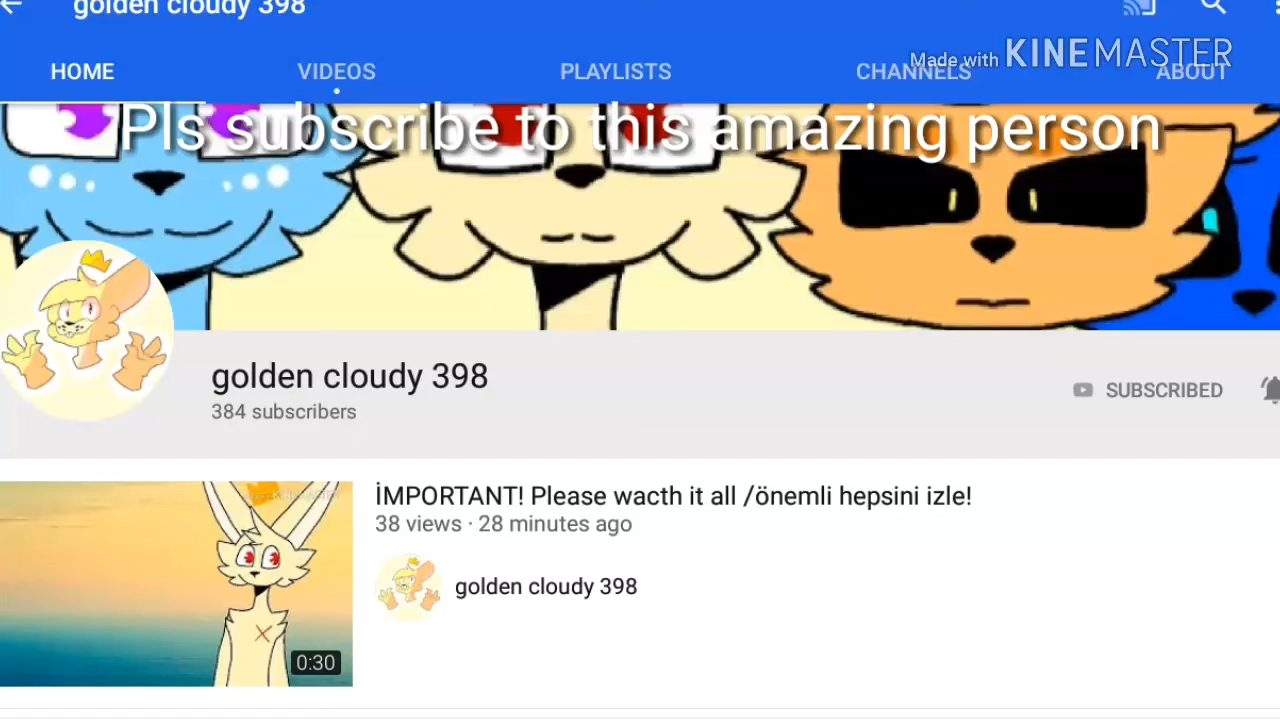 golden cloudy 398
Made with KINEMASTER
HOME VIDEOS PLAYLISTS CHANNELS ABOUT
Pls subscribe to this amazing person
golden cloudy 398
384 subscribers
SUBSCRIBED
İMPORTANT! Please wacth it all /önemli hepsini izle!
38 views · 28 minutes ago
golden cloudy 398
0:30